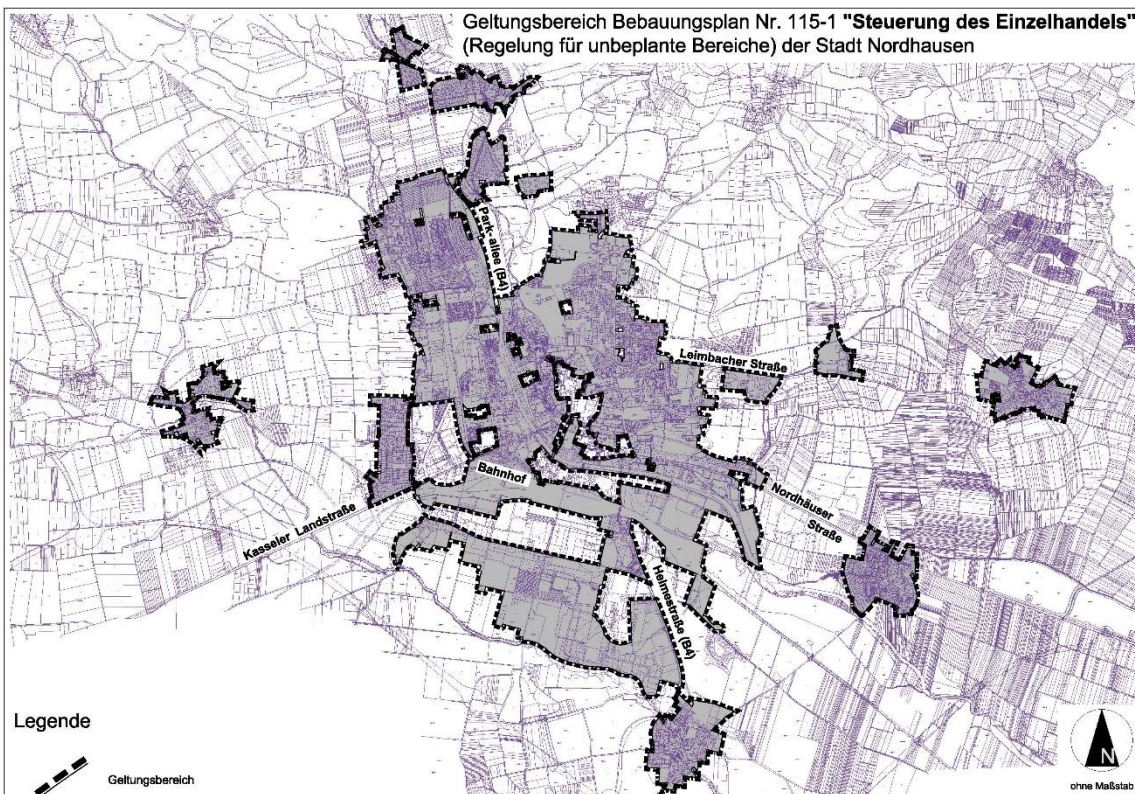 Geltungsbereich Bebauungsplan Nr. 115-1 "Steuerung des Einzelhandels"
(Regelung für unbeplante Bereiche) der Stadt Nordhausen
Park-allee (B4)
Leimbacher Straße
Bahnhof
Kasseler Landstraße
Nordhäuser
Straße
Helmestraße (B4)
Legende
Geltungsbereich
N
ohne Maßstab